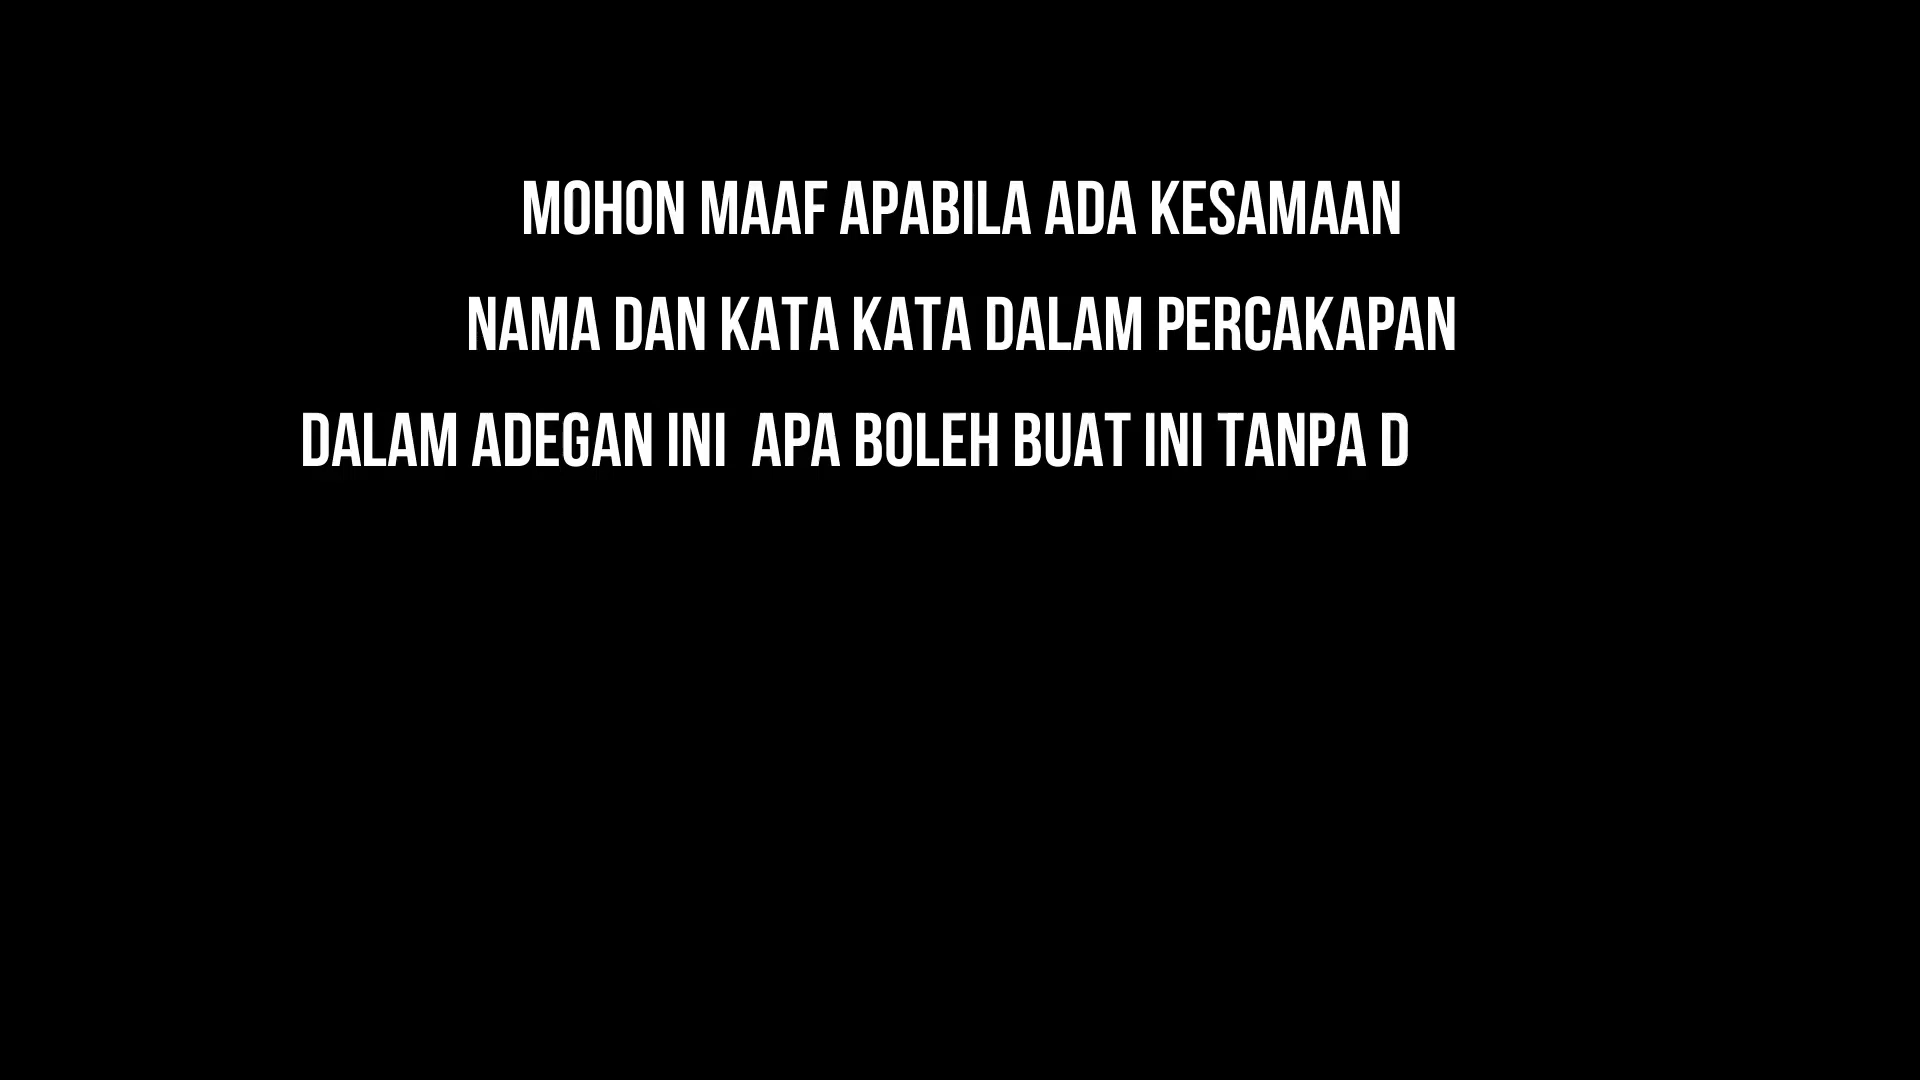 MOHON MAAF APABILA ADA KESAMAAN
NAMA DAN KATA KATA DALAM PERCAKAPAN
DALAM ADEGAN INI  APA BOLEH BUAT INI TANPA D